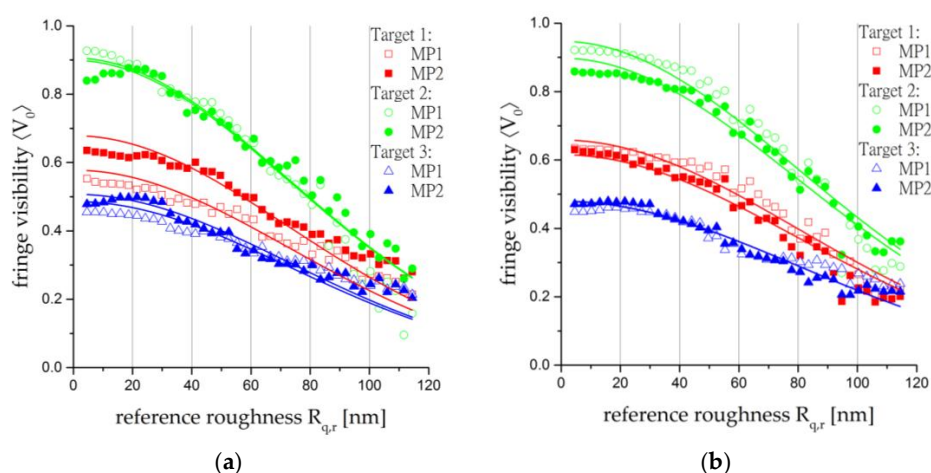 1.0
0.8
0.6
0.4
0.2
0.0
fringe visibility ⟨V₀⟩
Target 1:
MP1
MP2
Target 2:
MP1
MP2
Target 3:
MP1
MP2
0 20 40 60 80 100 120
reference roughness R_q,r [nm]
(a)
1.0
0.8
0.6
0.4
0.2
0.0
fringe visibility ⟨V₀⟩
Target 1:
MP1
MP2
Target 2:
MP1
MP2
Target 3:
MP1
MP2
0 20 40 60 80 100 120
reference roughness R_q,r [nm]
(b)